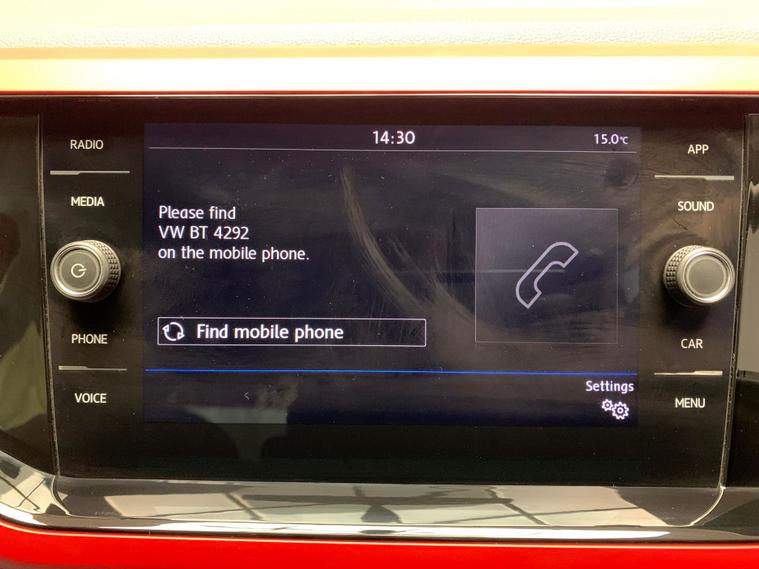 14:30
15.0°C
RADIO
MEDIA
PHONE
VOICE
Please find
VW BT 4292
on the mobile phone.
Find mobile phone
Settings
APP
SOUND
CAR
MENU